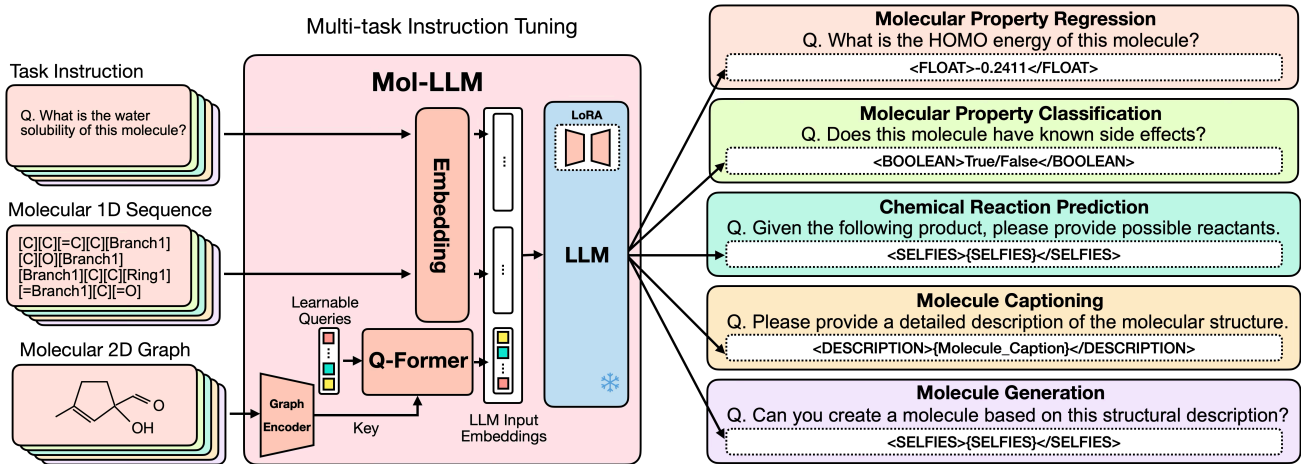 Multi-task Instruction Tuning
Task Instruction
Q. What is the water
solubility of this molecule?
Molecular 1D Sequence
[C][C][=C][C][Branch1]
[C][O][Branch1]
[Branch1][C][C][Ring1]
[=Branch1][C][=O]
Molecular 2D Graph
O
OH
Mol-LLM
Embedding
...
...
Learnable
Queries
...
Q-Former
...
Graph
Encoder
Key
LLM Input
Embeddings
LoRA
LLM
Molecular Property Regression
Q. What is the HOMO energy of this molecule?
<FLOAT>-0.2411</FLOAT>
Molecular Property Classification
Q. Does this molecule have known side effects?
<BOOLEAN>True/False</BOOLEAN>
Chemical Reaction Prediction
Q. Given the following product, please provide possible reactants.
<SELFIES>{SELFIES}</SELFIES>
Molecule Captioning
Q. Please provide a detailed description of the molecular structure.
<DESCRIPTION>{Molecule_Caption}</DESCRIPTION>
Molecule Generation
Q. Can you create a molecule based on this structural description?
<SELFIES>{SELFIES}</SELFIES>